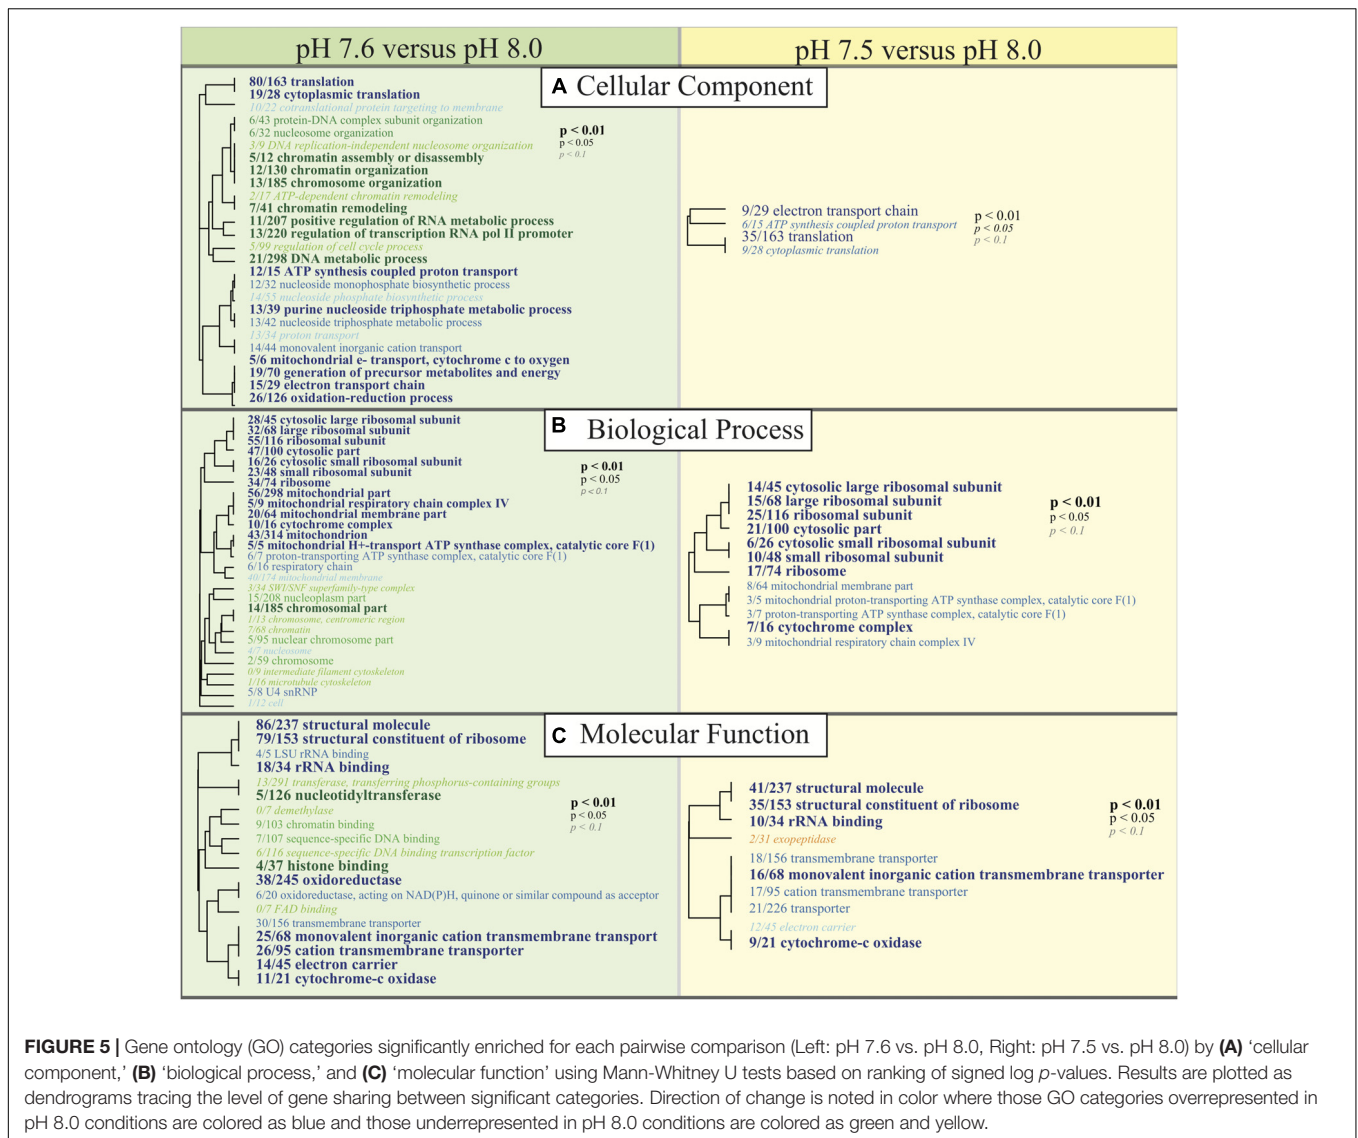 pH 7.6 versus pH 8.0
pH 7.5 versus pH 8.0
A Cellular Component
80/163 translation
19/28 cytoplasmic translation
10/22 cotranslational protein targeting to membrane
6/43 protein-DNA complex subunit organization
6/32 nucleosome organization
3/9 DNA replication-independent nucleosome organization
5/12 chromatin assembly or disassembly
12/130 chromatin organization
13/185 chromosome organization
2/17 ATP-dependent chromatin remodeling
7/41 chromatin remodeling
11/207 positive regulation of RNA metabolic process
13/220 regulation of transcription RNA pol II promoter
5/99 regulation of cell cycle process
21/298 DNA metabolic process
12/15 ATP synthesis coupled proton transport
12/32 nucleoside monophosphate biosynthetic process
14/55 nucleoside phosphate biosynthetic process
13/39 purine nucleoside triphosphate metabolic process
13/42 nucleoside triphosphate metabolic process
13/34 proton transport
14/44 monovalent inorganic cation transport
5/6 mitochondrial e- transport, cytochrome c to oxygen
19/70 generation of precursor metabolites and energy
15/29 electron transport chain
26/126 oxidation-reduction process
p < 0.01
p < 0.05
p < 0.1
9/29 electron transport chain
6/15 ATP synthesis coupled proton transport
35/163 translation
9/28 cytoplasmic translation
p < 0.01
p < 0.05
p < 0.1
B Biological Process
28/45 cytosolic large ribosomal subunit
32/68 large ribosomal subunit
55/116 ribosomal subunit
47/100 cytosolic part
16/26 cytosolic small ribosomal subunit
23/48 small ribosomal subunit
34/74 ribosome
56/298 mitochondrial part
5/9 mitochondrial respiratory chain complex IV
20/64 mitochondrial membrane part
10/16 cytochrome complex
43/314 mitochondrion
5/5 mitochondrial H+-transport ATP synthase complex, catalytic core F(1)
6/7 proton-transporting ATP synthase complex, catalytic core F(1)
6/16 respiratory chain
40/174 mitochondrial membrane
3/34 SWI/SNF superfamily-type complex
15/208 nucleoplasm part
14/185 chromosomal part
1/13 chromosome, centromeric region
7/68 chromatin
5/95 nuclear chromosome part
4/7 nucleosome
2/59 chromosome
0/9 intermediate filament cytoskeleton
1/16 microtubule cytoskeleton
5/8 U4 snRNP
1/12 cell
p < 0.01
p < 0.05
p < 0.1
14/45 cytosolic large ribosomal subunit
15/68 large ribosomal subunit
25/116 ribosomal subunit
21/100 cytosolic part
6/26 cytosolic small ribosomal subunit
10/48 small ribosomal subunit
17/74 ribosome
8/64 mitochondrial membrane part
3/5 mitochondrial proton-transporting ATP synthase complex, catalytic core F(1)
3/7 proton-transporting ATP synthase complex, catalytic core F(1)
7/16 cytochrome complex
3/9 mitochondrial respiratory chain complex IV
p < 0.01
p < 0.05
p < 0.1
C Molecular Function
86/237 structural molecule
79/153 structural constituent of ribosome
4/5 LSU rRNA binding
18/34 rRNA binding
13/291 transferase, transferring phosphorus-containing groups
5/126 nucleotidyltransferase
0/7 demethylase
9/103 chromatin binding
7/107 sequence-specific DNA binding
6/116 sequence-specific DNA binding transcription factor
4/37 histone binding
38/245 oxidoreductase
6/20 oxidoreductase, acting on NAD(P)H, quinone or similar compound as acceptor
0/7 FAD binding
30/156 transmembrane transporter
25/68 monovalent inorganic cation transmembrane transport
26/95 cation transmembrane transporter
14/45 electron carrier
11/21 cytochrome-c oxidase
p < 0.01
p < 0.05
p < 0.1
41/237 structural molecule
35/153 structural constituent of ribosome
10/34 rRNA binding
2/31 exopeptidase
18/156 transmembrane transporter
16/68 monovalent inorganic cation transmembrane transporter
17/95 cation transmembrane transporter
21/226 transporter
12/45 electron carrier
9/21 cytochrome-c oxidase
p < 0.01
p < 0.05
p < 0.1
FIGURE 5 | Gene ontology (GO) categories significantly enriched for each pairwise comparison (Left: pH 7.6 vs. pH 8.0, Right: pH 7.5 vs. pH 8.0) by (A) ‘cellular
component,’ (B) ‘biological process,’ and (C) ‘molecular function’ using Mann-Whitney U tests based on ranking of signed log p-values. Results are plotted as
dendrograms tracing the level of gene sharing between significant categories. Direction of change is noted in color where those GO categories overrepresented in
pH 8.0 conditions are colored as blue and those underrepresented in pH 8.0 conditions are colored as green and yellow.